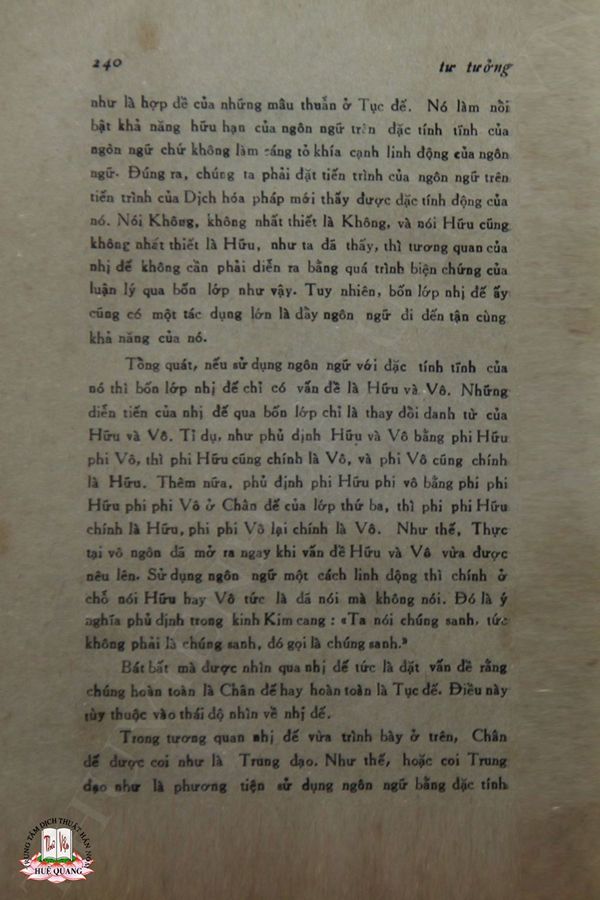 240
tư tưởng
như là hợp đề của những mâu thuẫn ở Tục đế. Nó làm nổi
bật khả năng hữu hạn của ngôn ngữ trên đặc tính tĩnh của
ngôn ngữ chứ không làm sáng tỏ khía cạnh linh động của ngôn
ngữ. Đúng ra, chúng ta phải đặt tiến trình của ngôn ngữ trên
tiến trình của Dịch hóa pháp mới thấy được đặc tính động của
nó. Nói Không, không nhất thiết là Không, và nói Hữu cũng
không nhất thiết là Hữu, như ta đã thấy, thì tương quan của
nhị đế không cần phải diễn ra bằng quá trình biện chứng của
luận lý qua bốn lớp như vậy. Tuy nhiên, bốn lớp nhị đế ấy
cũng có một tác dụng lớn là đẩy ngôn ngữ đi đến tận cùng
khả năng của nó.
Tổng quát, nếu sử dụng ngôn ngữ với đặc tính tĩnh của
nó thì bốn lớp nhị đế chỉ có vấn đề là Hữu và Vô. Những
diễn tiến của nhị đế qua bốn lớp chỉ là thay đổi danh từ của
Hữu và Vô. Tỉ dụ, như phủ định Hữu và Vô bằng phi Hữu
phi Vô, thì phi Hữu cũng chính là Vô, và phi Vô cũng chính
là Hữu. Thêm nữa, phủ định phi Hữu phi vô bằng phi phi
Hữu phi phi Vô ở Chân đế của lớp thứ ba, thì phi phi Hữu
chính là Hữu, phi phi Vô lại chính là Vô. Như thế, Thực
tại vô ngôn đã mở ra ngay khi vấn đề Hữu và Vô vừa được
nêu lên. Sử dụng ngôn ngữ một cách linh động thì chính ở
chỗ nói Hữu hay Vô tức là đã nói mà không nói. Đó là ý
nghĩa phủ định trong kinh Kim cang : «Ta nói chúng sanh, tức
không phải là chúng sanh, đó gọi là chúng sanh.»
Bát bất mà được nhìn qua nhị đế tức là đặt vấn đề rằng
chúng hoàn toàn là Chân đế hay hoàn toàn là Tục đế. Điều này
tùy thuộc vào thái độ nhìn về nhị đế.
Trong tương quan nhị đế vừa trình bày ở trên, Chân
đế được coi như là Trung đạo. Như thế, hoặc coi Trung
đạo như là phương tiện sử dụng ngôn ngữ bằng đặc tính
TRUNG TÂM DỊCH THUẬT HÁN NÔM
HUỆ QUANG